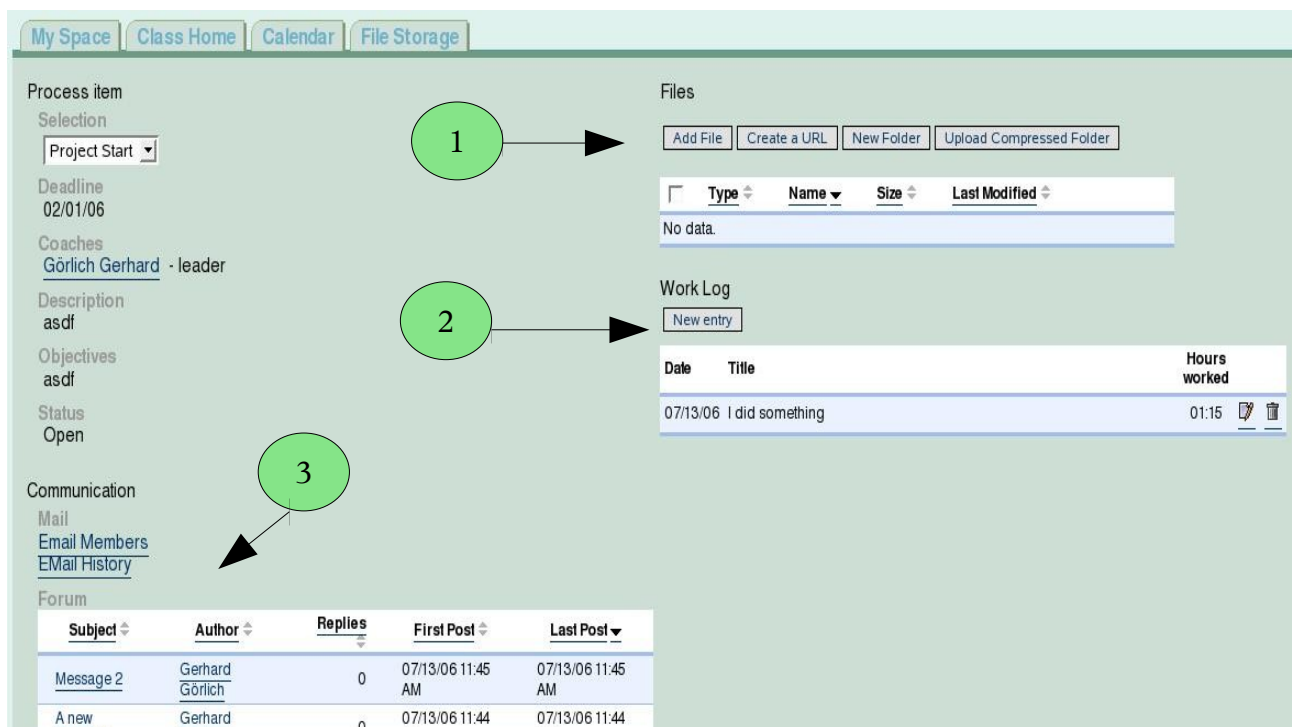 My Space Class Home Calendar File Storage
Process item
Selection
Project Start
Deadline
02/01/06
Coaches
Görlich Gerhard - leader
Description
asdf
Objectives
asdf
Status
Open
1
Files
Add File Create a URL New Folder Upload Compressed Folder
Type Name Size Last Modified
No data.
2
Work Log
New entry
Date Title Hours
worked
07/13/06 I did something 01:15
3
Communication
Mail
Email Members
EMail History
Forum
Subject Author Replies First Post Last Post
Message 2 Gerhard 0 07/13/06 11:45 07/13/06 11:45
Görlich AM AM
A new Gerhard 0 07/13/06 11:44 07/13/06 11:44